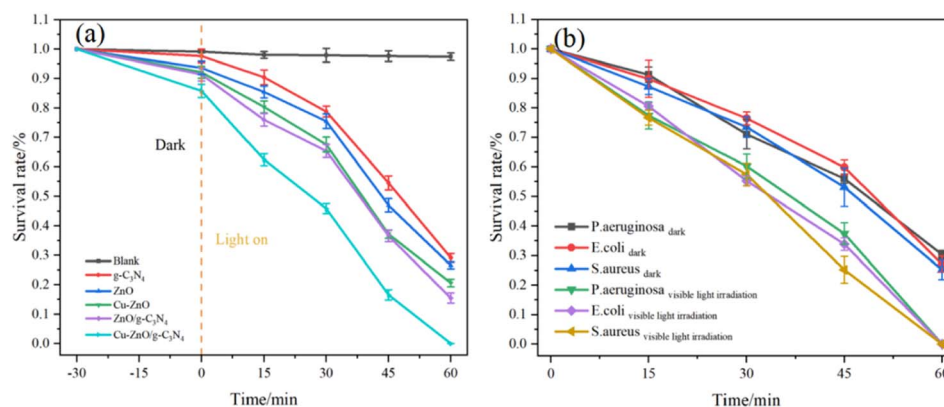 (a)
Survival rate/%
1.1
1.0
0.9
0.8
0.7
0.6
0.5
0.4
0.3
0.2
0.1
0.0
Dark
Light on
Blank
g-C₃N₄
ZnO
Cu-ZnO
ZnO/g-C₃N₄
Cu-ZnO/g-C₃N₄
-30 0 15 30 45 60
Time/min
(b)
Survival rate/%
1.1
1.0
0.9
0.8
0.7
0.6
0.5
0.4
0.3
0.2
0.1
0.0
P.aeruginosa dark
E.coli dark
S.aureus dark
P.aeruginosa visible light irradiation
E.coli visible light irradiation
S.aureus visible light irradiation
0 15 30 45 60
Time/min